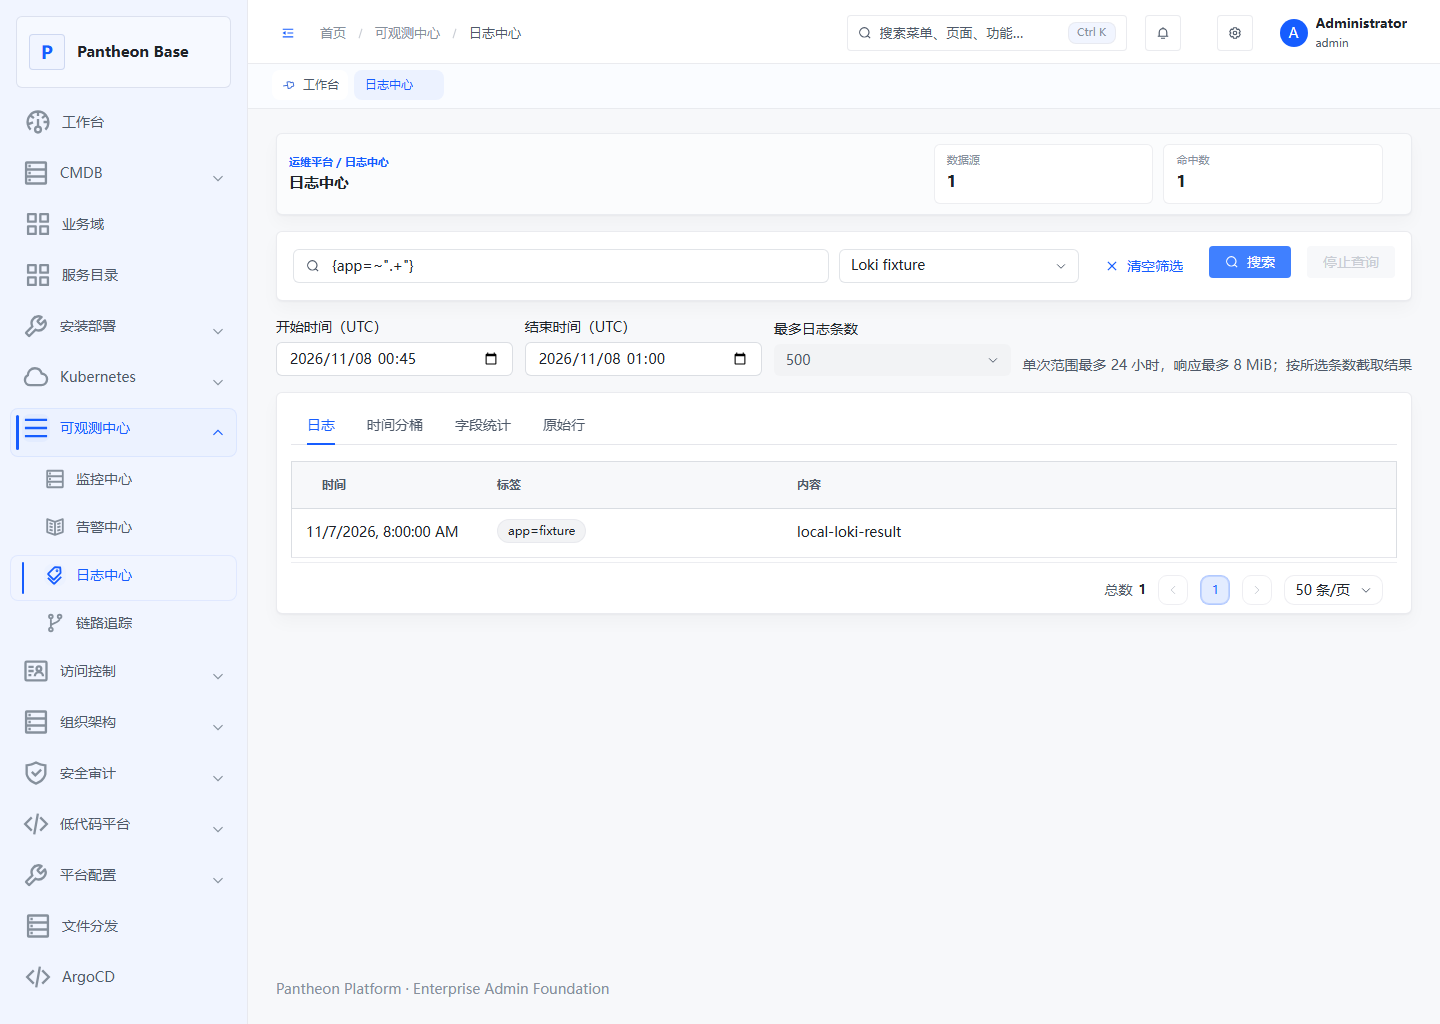 P
Pantheon Base
工作台
CMDB
业务域
服务目录
安装部署
Kubernetes
可观测中心
监控中心
告警中心
日志中心
链路追踪
访问控制
组织架构
安全审计
低代码平台
平台配置
文件分发
ArgoCD
首页 / 可观测中心 / 日志中心
搜索菜单、页面、功能...
Ctrl K
A
Administrator
admin
工作台
日志中心
运维平台 / 日志中心
日志中心
数据源
1
命中数
1
{app=~".+"}
Loki fixture
清空筛选
搜索
停止查询
开始时间（UTC）
2026/11/08 00:45
结束时间（UTC）
2026/11/08 01:00
最多日志条数
500
单次范围最多 24 小时，响应最多 8 MiB；按所选条数截取结果
日志 时间分桶 字段统计 原始行
时间 标签 内容
11/7/2026, 8:00:00 AM app=fixture local-loki-result
总数 1
1
50 条/页
Pantheon Platform · Enterprise Admin Foundation